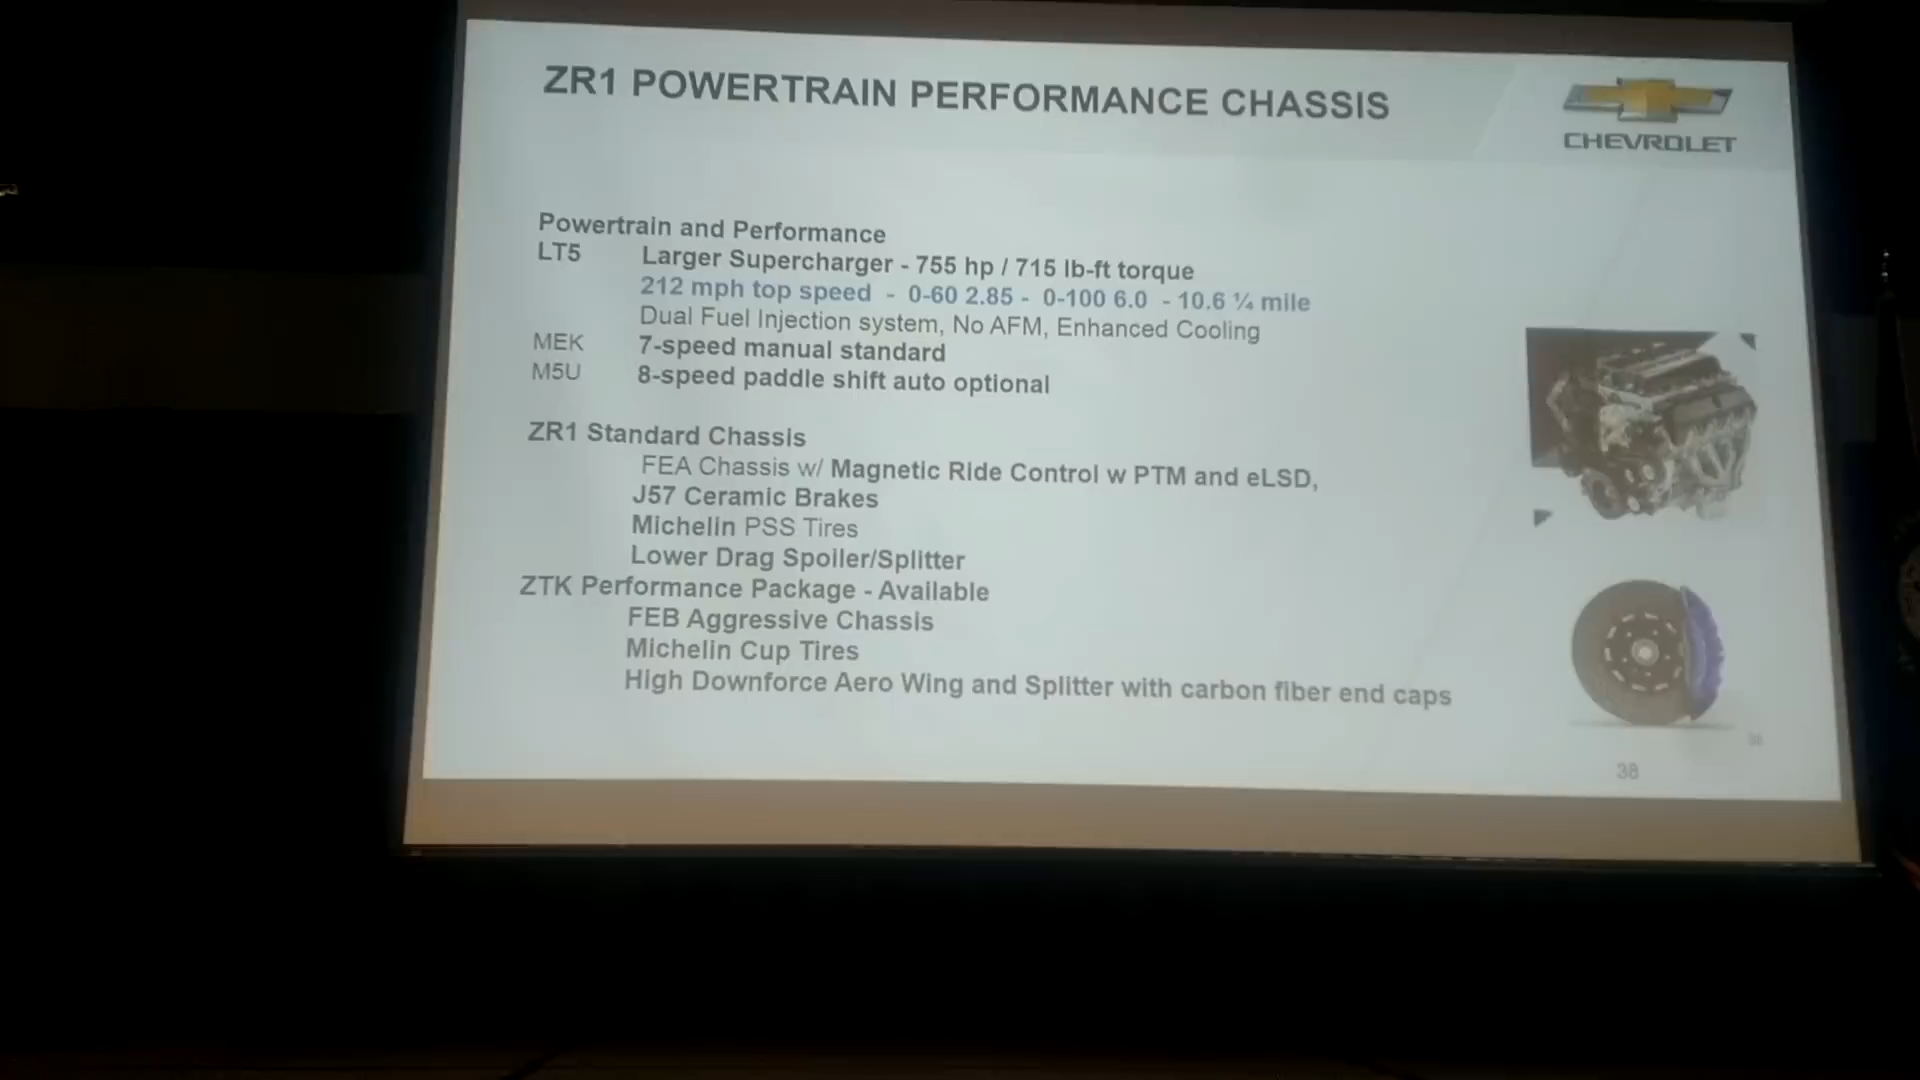 ZR1 POWERTRAIN PERFORMANCE CHASSIS
CHEVROLET
Powertrain and Performance
LT5 Larger Supercharger - 755 hp / 715 lb-ft torque
212 mph top speed - 0-60 2.85 - 0-100 6.0 - 10.6 ¼ mile
Dual Fuel Injection system, No AFM, Enhanced Cooling
MEK 7-speed manual standard
M5U 8-speed paddle shift auto optional
ZR1 Standard Chassis
FEA Chassis w/ Magnetic Ride Control w PTM and eLSD,
J57 Ceramic Brakes
Michelin PSS Tires
Lower Drag Spoiler/Splitter
ZTK Performance Package - Available
FEB Aggressive Chassis
Michelin Cup Tires
High Downforce Aero Wing and Splitter with carbon fiber end caps
38
38